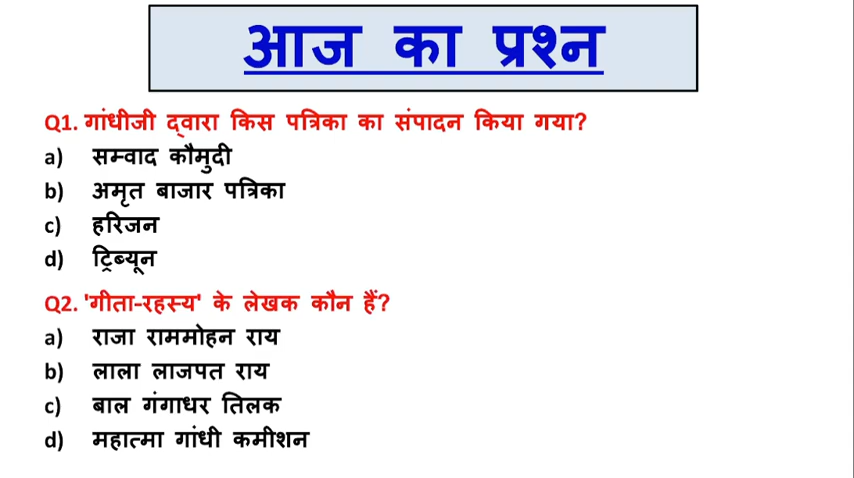 आज का प्रश्न
Q1. गांधीजी द्वारा किस पत्रिका का संपादन किया गया?
a) सम्वाद कौमुदी
b) अमृत बाजार पत्रिका
c) हरिजन
d) ट्रिब्यून
Q2. 'गीता-रहस्य' के लेखक कौन हैं?
a) राजा राममोहन राय
b) लाला लाजपत राय
c) बाल गंगाधर तिलक
d) महात्मा गांधी कमीशन